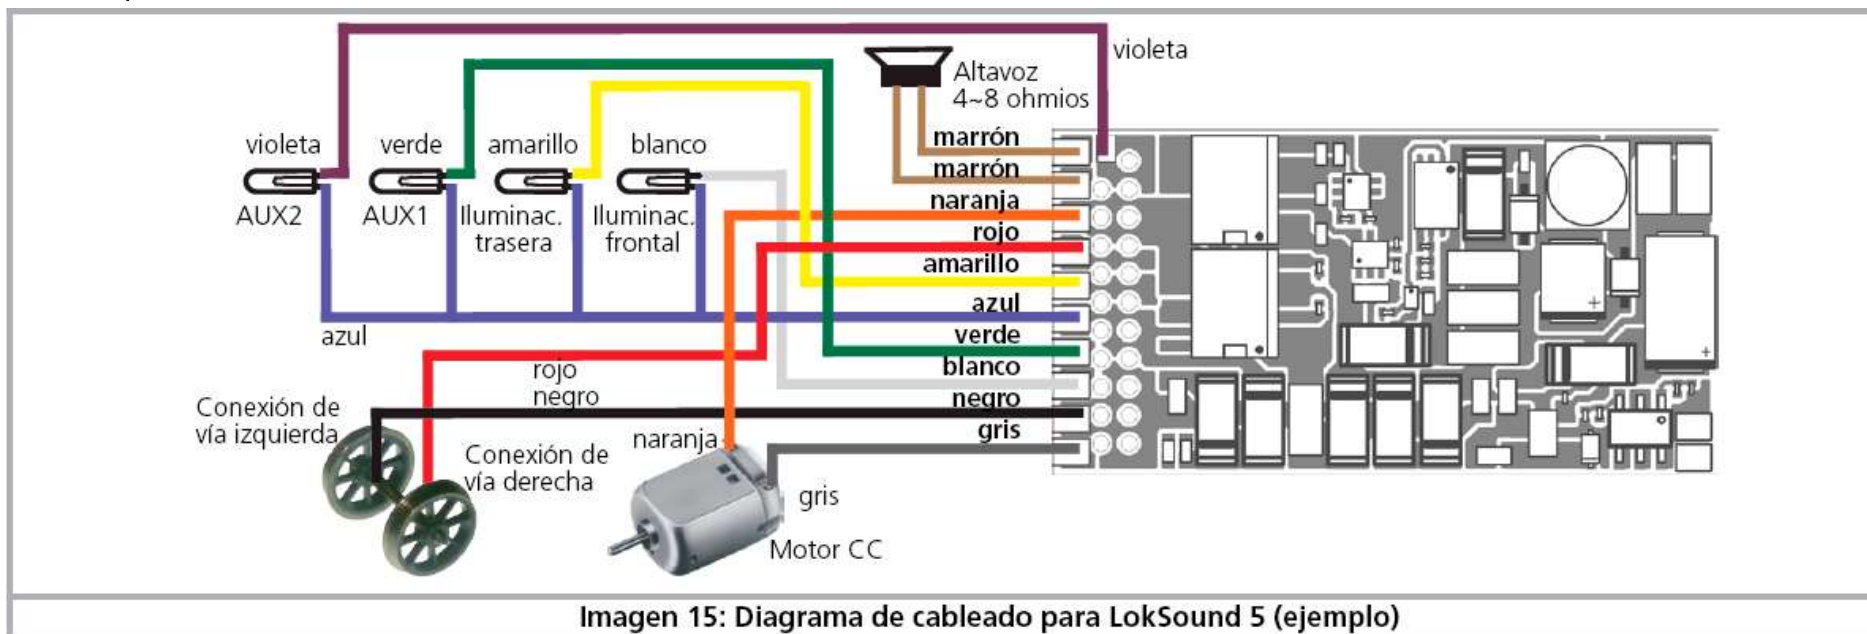 violeta
Altavoz
4~8 ohmios
violeta
verde
amarillo
blanco
marrón
marrón
AUX2
AUX1
Iluminac.
trasera
Iluminac.
frontal
naranja
rojo
amarillo
azul
azul
verde
blanco
rojo
negro
negro
gris
Conexión de
vía izquierda
naranja
Conexión de
vía derecha
gris
Motor CC
+
+
Imagen 15: Diagrama de cableado para LokSound 5 (ejemplo)